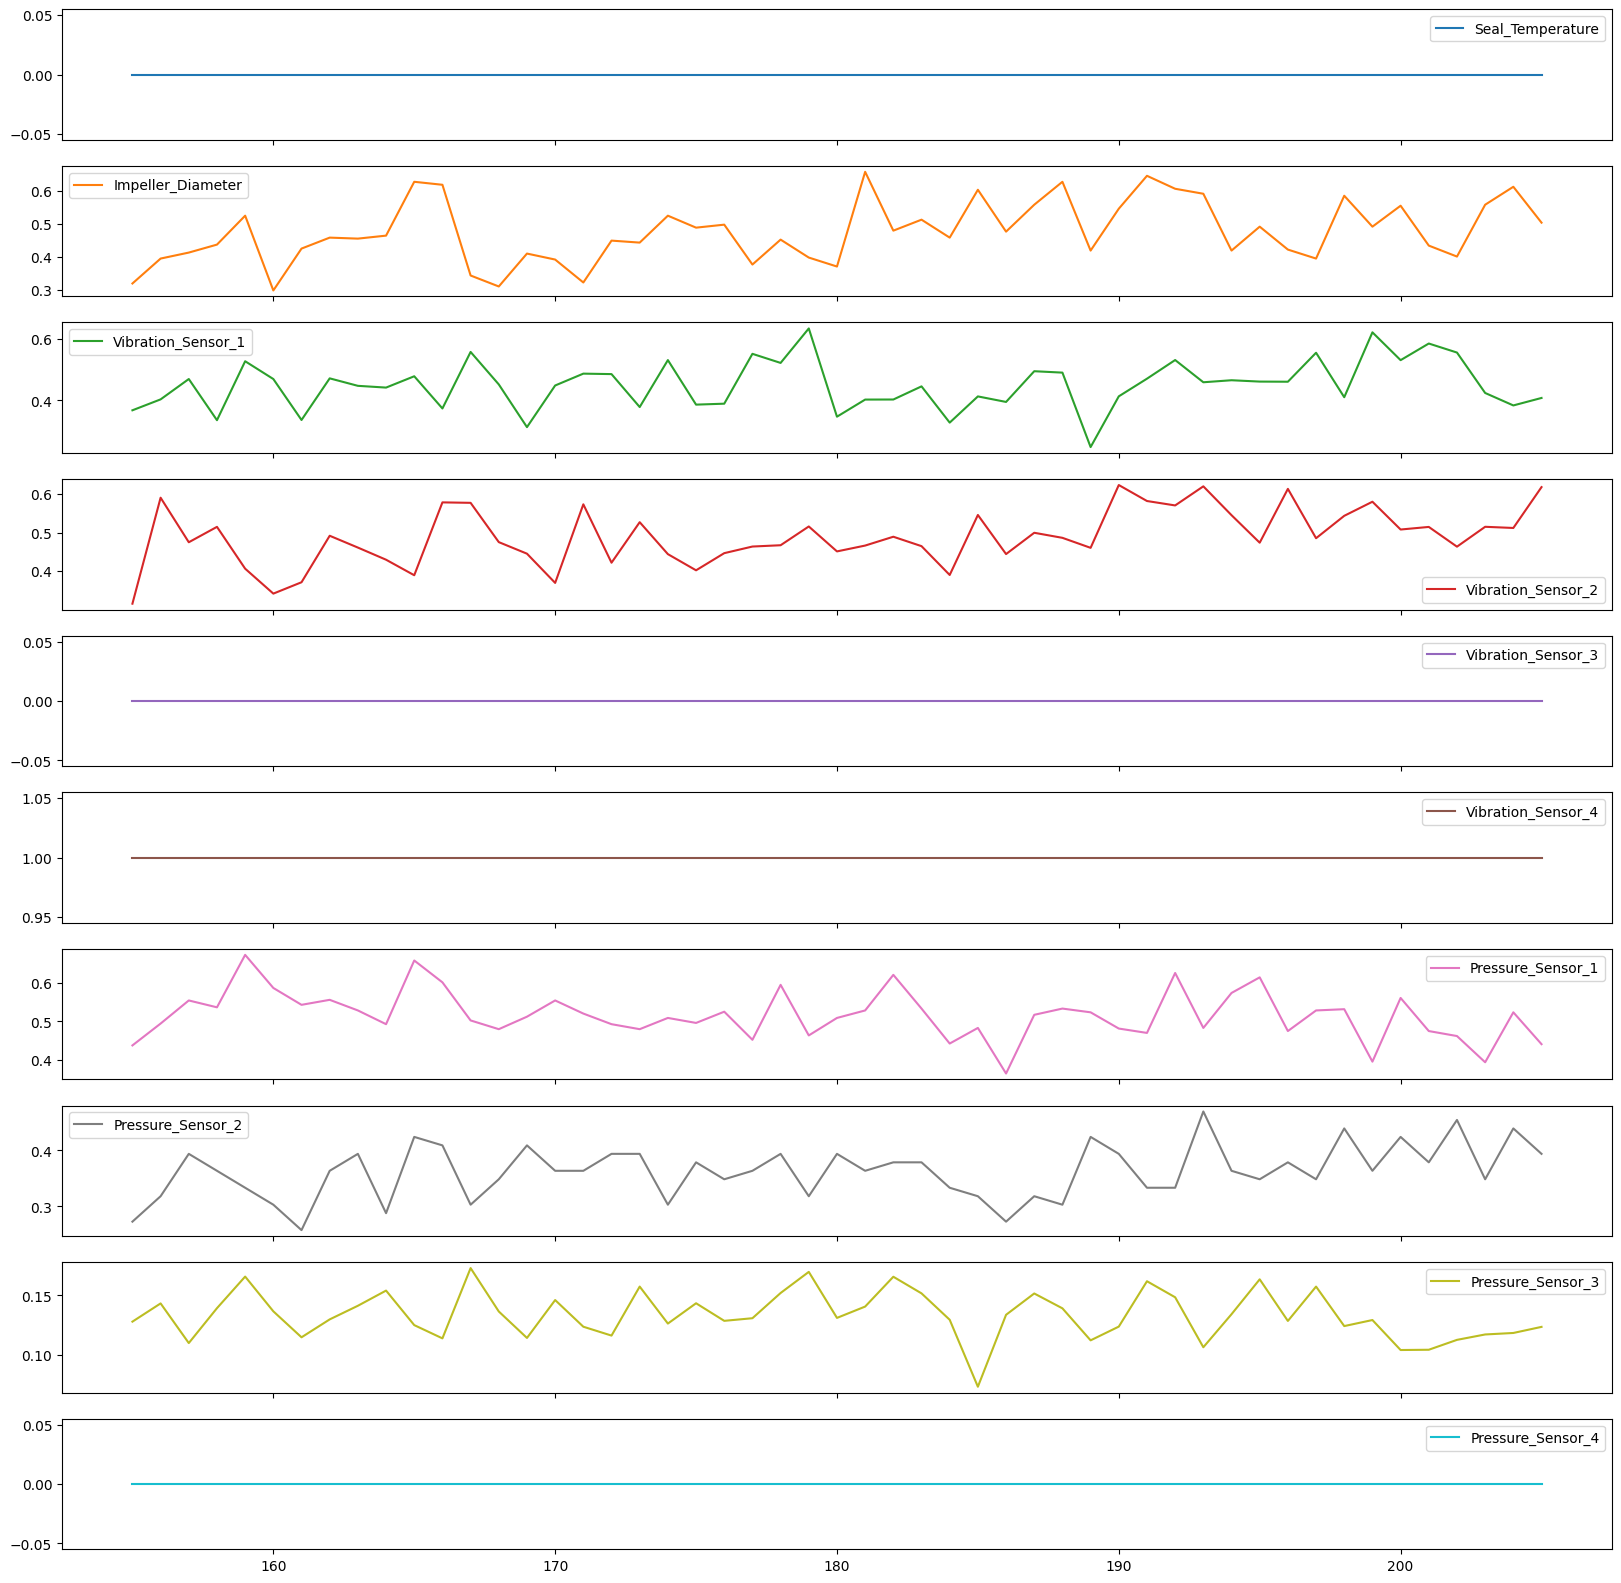 0.05
Seal_Temperature
0.00
−0.05
Impeller_Diameter
0.6
0.5
0.4
0.3
Vibration_Sensor_1
0.6
0.4
0.6
0.5
0.4
Vibration_Sensor_2
0.05
Vibration_Sensor_3
0.00
−0.05
1.05
Vibration_Sensor_4
1.00
0.95
Pressure_Sensor_1
0.6
0.5
0.4
Pressure_Sensor_2
0.4
0.3
Pressure_Sensor_3
0.15
0.10
0.05
Pressure_Sensor_4
0.00
−0.05
160 170 180 190 200